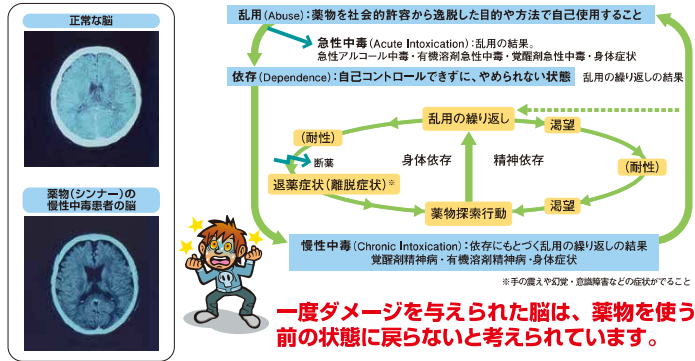 正常な脳
薬物（シンナー）の
慢性中毒患者の脳
乱用（Abuse）：薬物を社会的許容から逸脱した目的や方法で自己使用すること
急性中毒（Acute Intoxication）：乱用の結果。
急性アルコール中毒・有機溶剤急性中毒・覚醒剤急性中毒・身体症状
依存（Dependence）：自己コントロールできずに、やめられない状態
乱用の繰り返しの結果
乱用の繰り返し
渇望
（耐性）
（耐性）
断薬
身体依存
精神依存
退薬症状（離脱症状）※
薬物探索行動
渇望
慢性中毒（Chronic Intoxication）：依存にもとづく乱用の繰り返しの結果
覚醒剤精神病・有機溶剤精神病・身体症状
※手の震えや幻覚・意識障害などの症状がでること
一度ダメージを与えられた脳は、薬物を使う
前の状態に戻らないと考えられています。